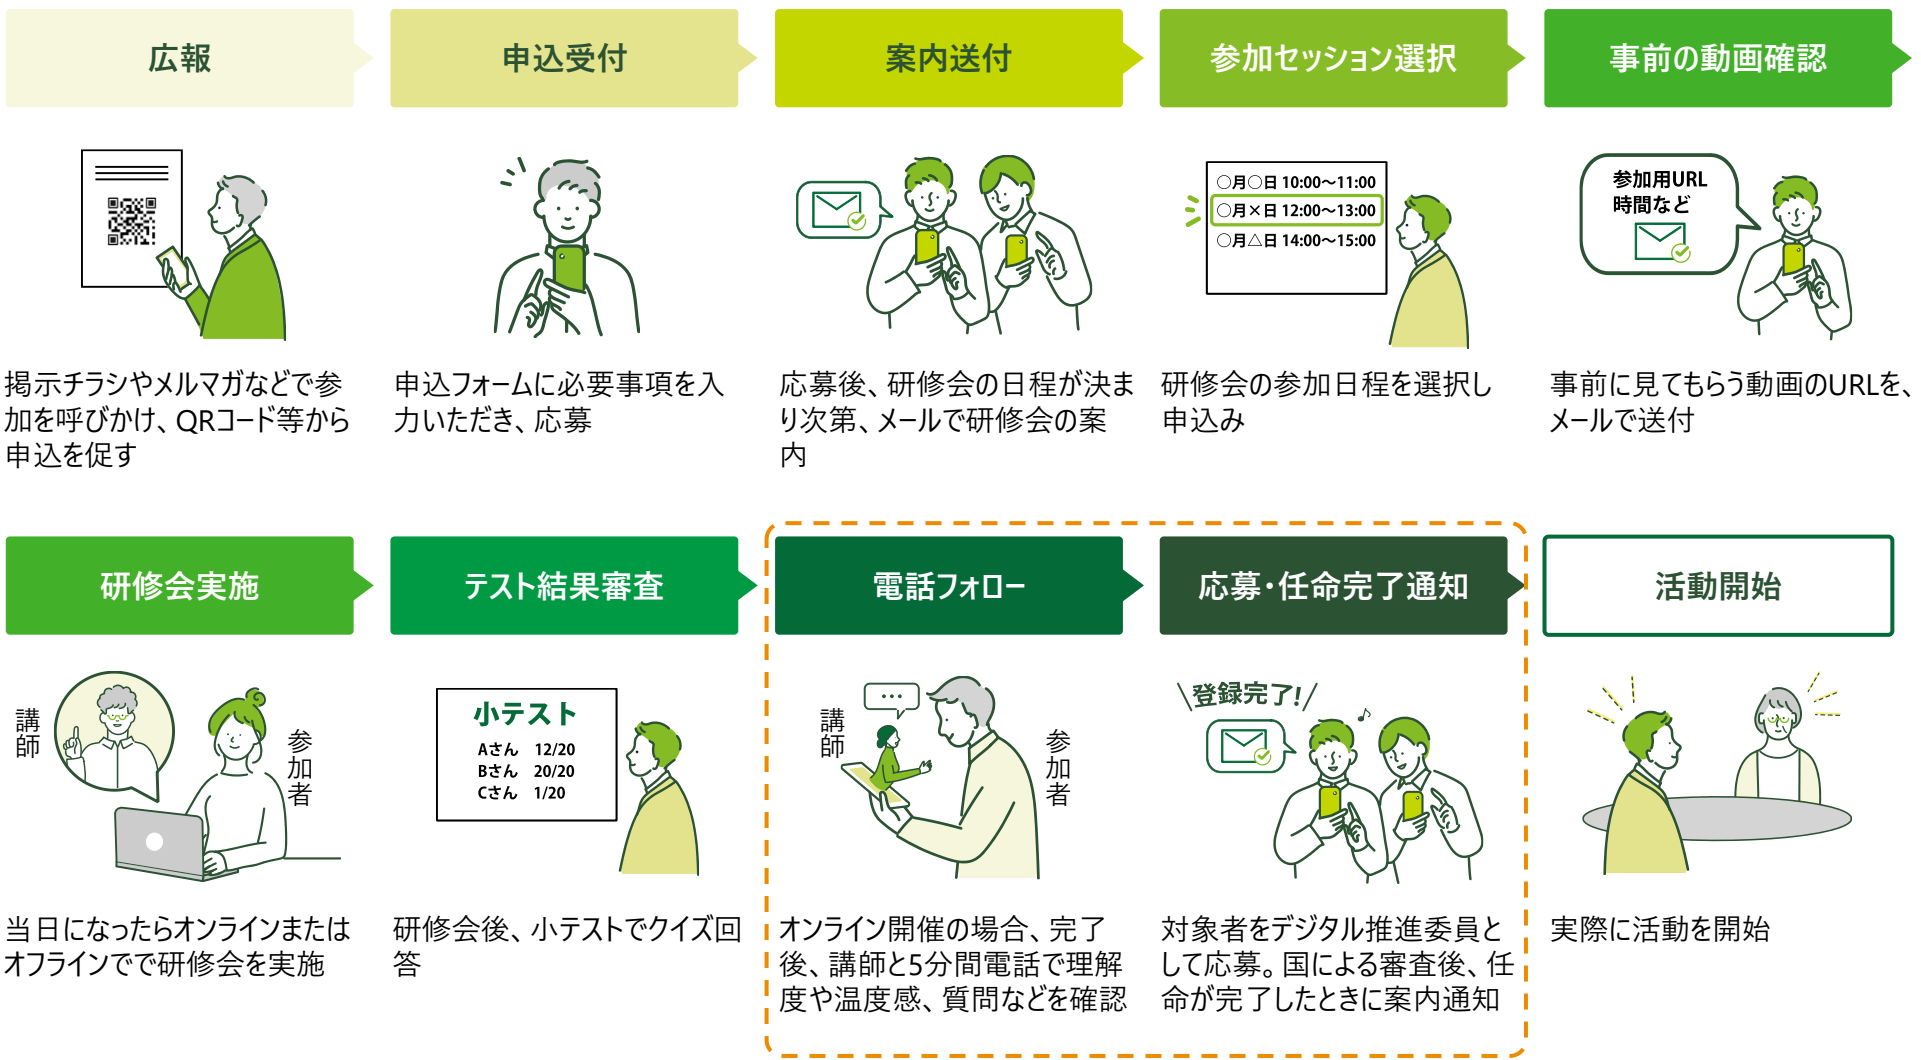 広報
申込受付
案内送付
参加セッション選択
事前の動画確認
○月○日 10:00～11:00
○月×日 12:00～13:00
○月△日 14:00～15:00
参加用URL
時間など
掲示チラシやメルマガなどで参
加を呼びかけ、QRコード等から
申込を促す
申込フォームに必要事項を入
力いただき、応募
応募後、研修会の日程が決ま
り次第、メールで研修会の案
内
研修会の参加日程を選択し
申込み
事前に見てもらう動画のURLを、
メールで送付
研修会実施
テスト結果審査
電話フォロー
応募・任命完了通知
活動開始
講師
参加者
小テスト
Aさん 12/20
Bさん 20/20
Cさん 1/20
講師
…
参加者
\登録完了!/
♪
当日になったらオンラインまたは
オフラインでで研修会を実施
研修会後、小テストでクイズ回
答
オンライン開催の場合、完了
後、講師と5分間電話で理解
度や温度感、質問などを確認
対象者をデジタル推進委員と
して応募。国による審査後、任
命が完了したときに案内通知
実際に活動を開始